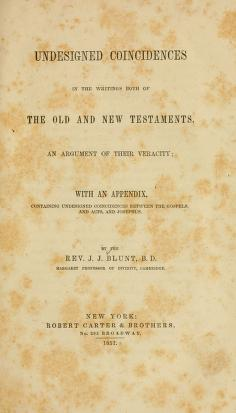 UNDESIGNED COINCIDENCES
IN THE WRITINGS BOTH OF
THE OLD AND NEW TESTAMENTS,
AN ARGUMENT OF THEIR VERACITY;
WITH AN APPENDIX,
CONTAINING UNDESIGNED COINCIDENCES BETWEEN THE GOSPELS,
AND ACTS, AND JOSEPHUS.
BY THE
REV. J. J. BLUNT, B. D.
MARGARET PROFESSOR OF DIVINITY, CAMBRIDGE.
NEW YORK:
ROBERT CARTER & BROTHERS,
No. 285 BROADWAY,